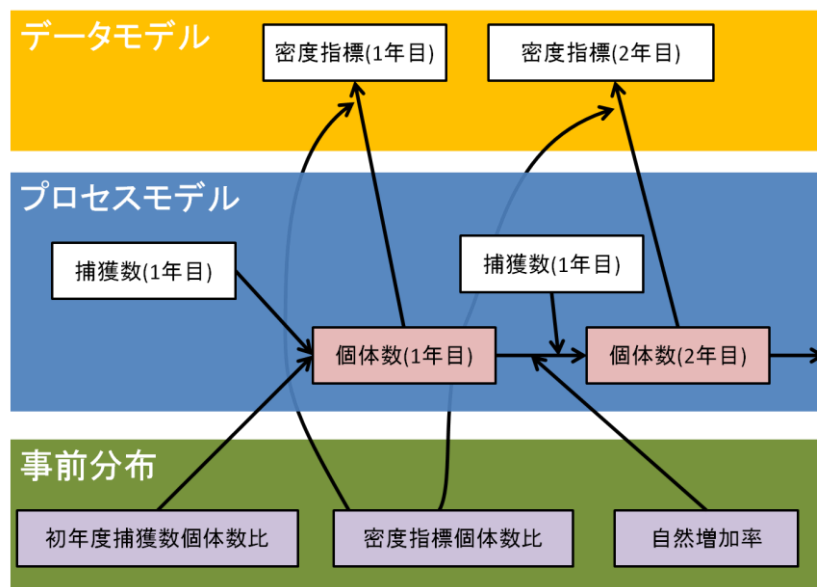 データモデル
密度指標(1年目)
密度指標(2年目)
プロセスモデル
捕獲数(1年目)
捕獲数(1年目)
個体数(1年目)
個体数(2年目)
事前分布
初年度捕獲数個体数比
密度指標個体数比
自然増加率